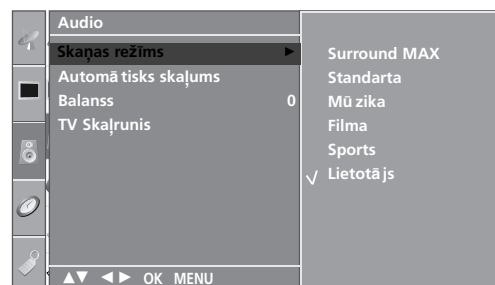 Audio
Skaņas režīms ►
Automātisks skaļums
Balanss 0
TV Skaļrunis
Surround MAX
Standarta
Mūzika
Filma
Sports
√ Lietotājs
▲▼ ◄► OK MENU